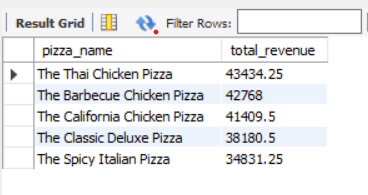 Result Grid Filter Rows:
pizza_name total_revenue
The Thai Chicken Pizza 43434.25
The Barbecue Chicken Pizza 42768
The California Chicken Pizza 41409.5
The Classic Deluxe Pizza 38180.5
The Spicy Italian Pizza 34831.25